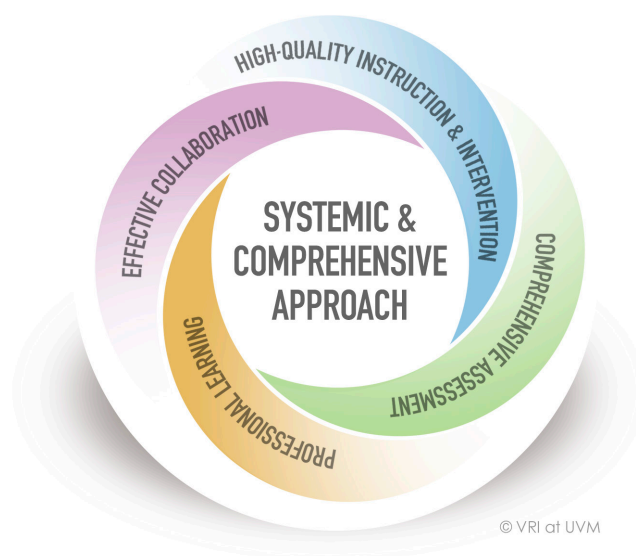 HIGH-QUALITY INSTRUCTION & INTERVENTION
EFFECTIVE COLLABORATION
SYSTEMIC &
COMPREHENSIVE
APPROACH
COMPREHENSIVE ASSESSMENT
PROFESSIONAL LEARNING
© VRI at UVM